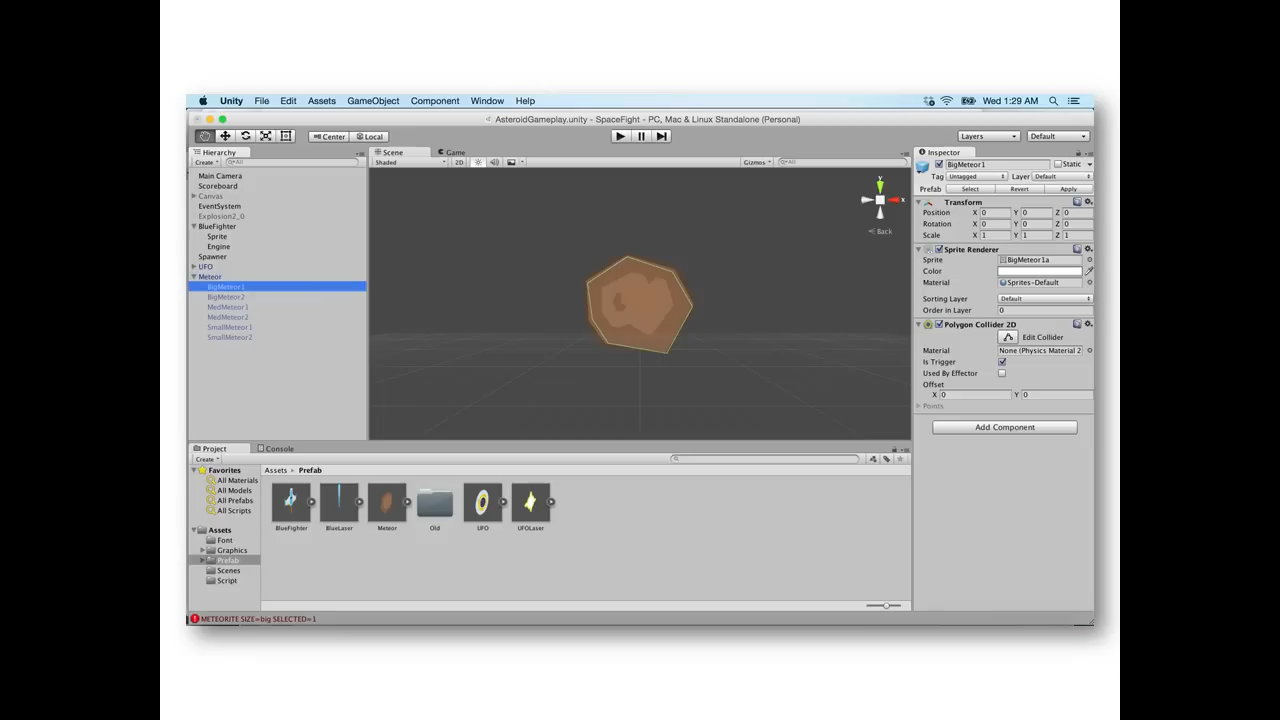 Unity File Edit Assets GameObject Component Window Help Wed 1:29 AM
AsteroidGameplay.unity - SpaceFight - PC, Mac & Linux Standalone (Personal)
Center Local Layers Default
Hierarchy
Create All
Main Camera
Scoreboard
Canvas
EventSystem
Explosion2_0
BlueFighter
Sprite
Engine
Spawner
UFO
Meteor
BigMeteor1
BigMeteor2
MedMeteor1
MedMeteor2
SmallMeteor1
SmallMeteor2
Scene Game
Shaded 2D Gizmos All
Y
X
Back
Inspector
BigMeteor1 Static
Tag Untagged Layer Default
Prefab Select Revert Apply
Transform
Position X 0 Y 0 Z 0
Rotation X 0 Y 0 Z 0
Scale X 1 Y 1 Z 1
Sprite Renderer
Sprite BigMeteor1a
Color
Material Sprites-Default
Sorting Layer Default
Order in Layer 0
Polygon Collider 2D
Edit Collider
Material None (Physics Material 2
Is Trigger
Used By Effector
Offset
X 0 Y 0
Points
Add Component
Project Console
Create
Favorites
All Materials
All Models
All Prefabs
All Scripts
Assets
Font
Graphics
Prefab
Scenes
Script
Assets Prefab
BlueFighter BlueLaser Meteor Old UFO UFOLaser
METEORITE SIZE=big SELECTED=1